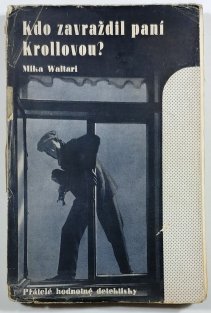 Kdo zavraždil paní
Krollovou?
Mika Waltari
Přátelé hodnotné detektivky